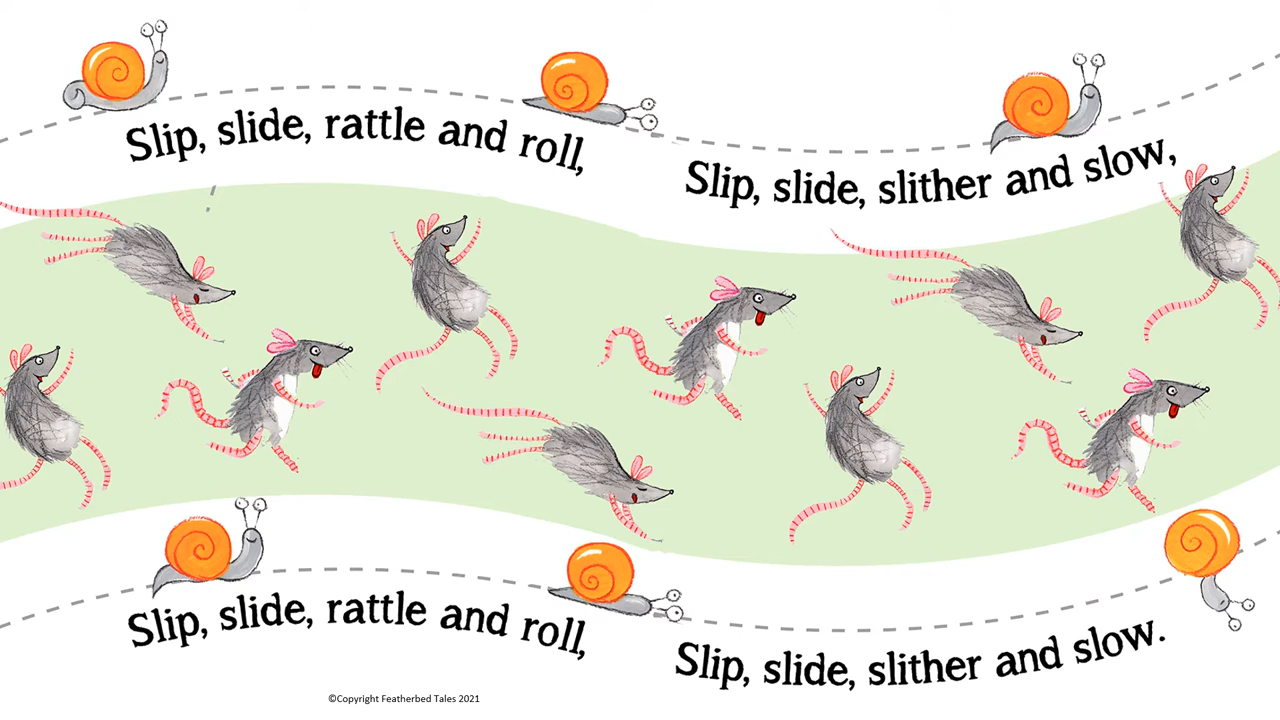 Slip, slide, rattle and roll,
Slip, slide, slither and slow,
Slip, slide, rattle and roll,
Slip, slide, slither and slow.
©Copyright Featherbed Tales 2021